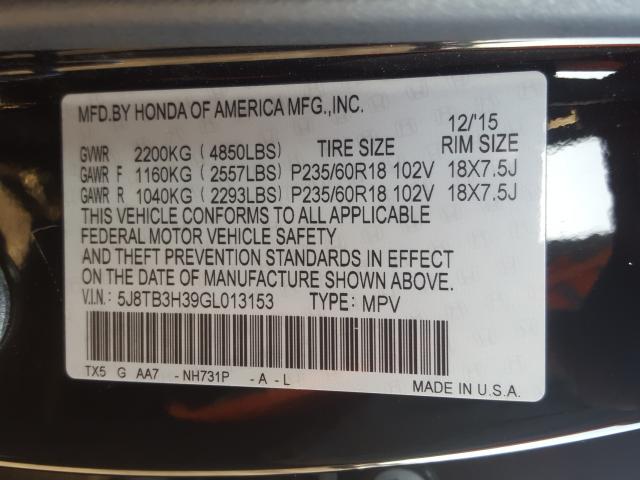 MFD.BY HONDA OF AMERICA MFG.,INC.
12/'15
GVWR 2200KG (4850LBS) TIRE SIZE RIM SIZE
GAWR F 1160KG (2557LBS) P235/60R18 102V 18X7.5J
GAWR R 1040KG (2293LBS) P235/60R18 102V 18X7.5J
THIS VEHICLE CONFORMS TO ALL APPLICABLE
FEDERAL MOTOR VEHICLE SAFETY
AND THEFT PREVENTION STANDARDS IN EFFECT
ON THE DATE OF MANUFACTURE SHOWN ABOVE.
V.I.N.: 5J8TB3H39GL013153 TYPE: MPV
TX5 G AA7 -NH731P -A-L
MADE IN U.S.A.